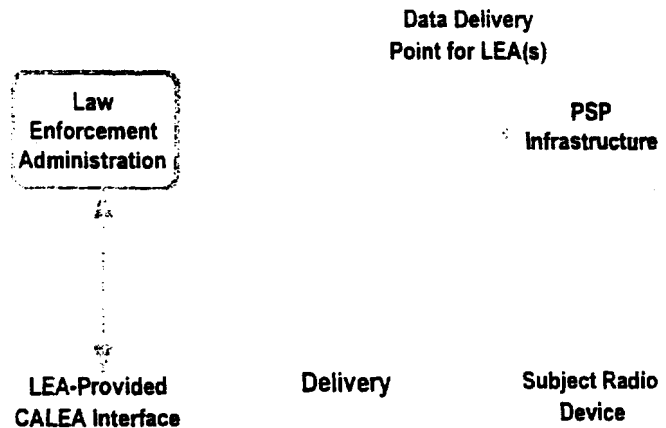 Data Delivery
Point for LEA(s)
Law
Enforcement
Administration
PSP
Infrastructure
LEA-Provided
CALEA Interface
Delivery
Subject Radio
Device